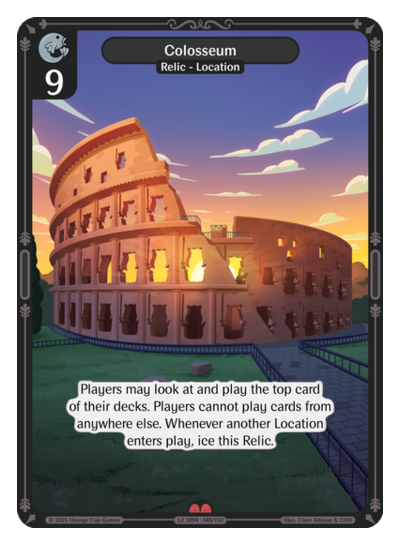 Colosseum
Relic - Location
9
Players may look at and play the top card
of their decks. Players cannot play cards from
anywhere else. Whenever another Location
enters play, ice this Relic.
© 2025 Orange Cap Games